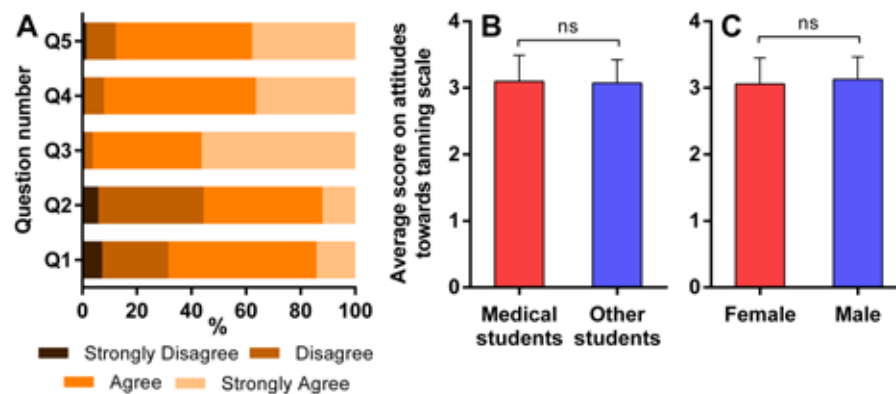 A
Question number
Q5
Q4
Q3
Q2
Q1
0 20 40 60 80 100
%
Strongly Disagree Disagree
Agree Strongly Agree
B
Average score on attitudes
towards tanning scale
4
3
2
1
0
ns
Medical
students
Other
students
C
4
3
2
1
0
ns
Female Male